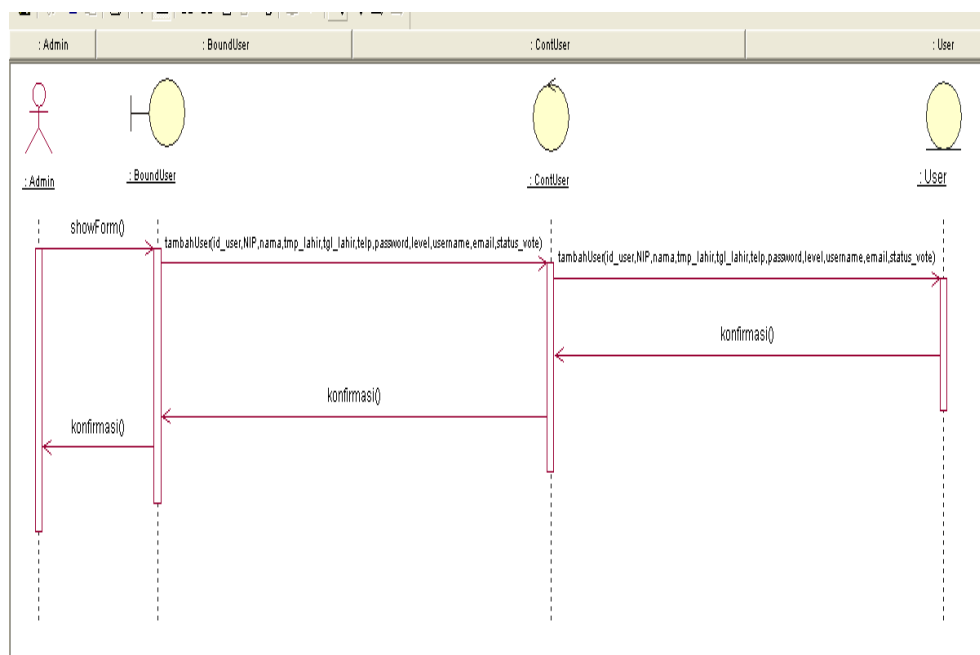 : Admin
: BoundUser
: ContUser
: User
: Admin
: BoundUser
: ContUser
: User
showForm()
tambahUser(id_user,NIP,nama,tmp_lahir,tgl_lahir,telp,password,level,username,email,status_vote)
tambahUser(id_user,NIP,nama,tmp_lahir,tgl_lahir,telp,password,level,username,email,status_vote)
konfirmasi()
konfirmasi()
konfirmasi()